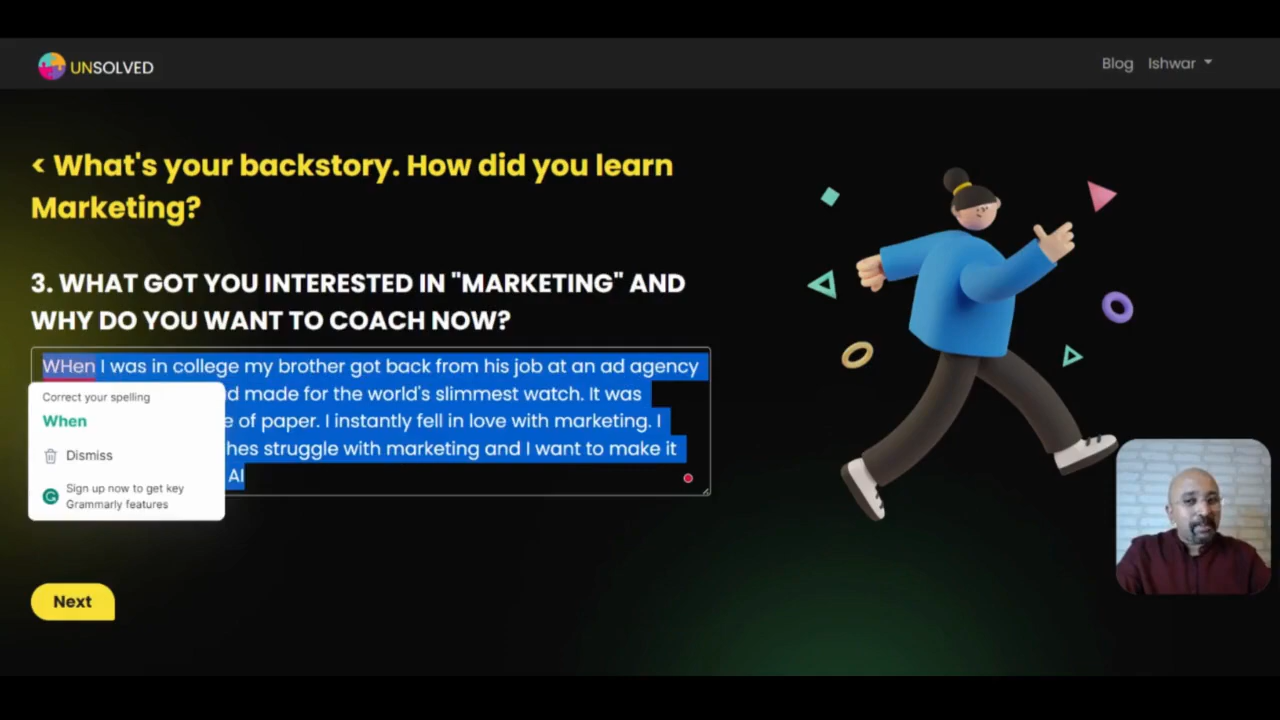 UNSOLVED
Blog Ishwar
< What's your backstory. How did you learn
Marketing?
3. WHAT GOT YOU INTERESTED IN "MARKETING" AND
WHY DO YOU WANT TO COACH NOW?
WHen I was in college my brother got back from his job at an ad agency
made for the world's slimmest watch. It was
of paper. I instantly fell in love with marketing. I
struggle with marketing and I want to make it
AI
Correct your spelling
When
Dismiss
Sign up now to get key
Grammarly features
Next